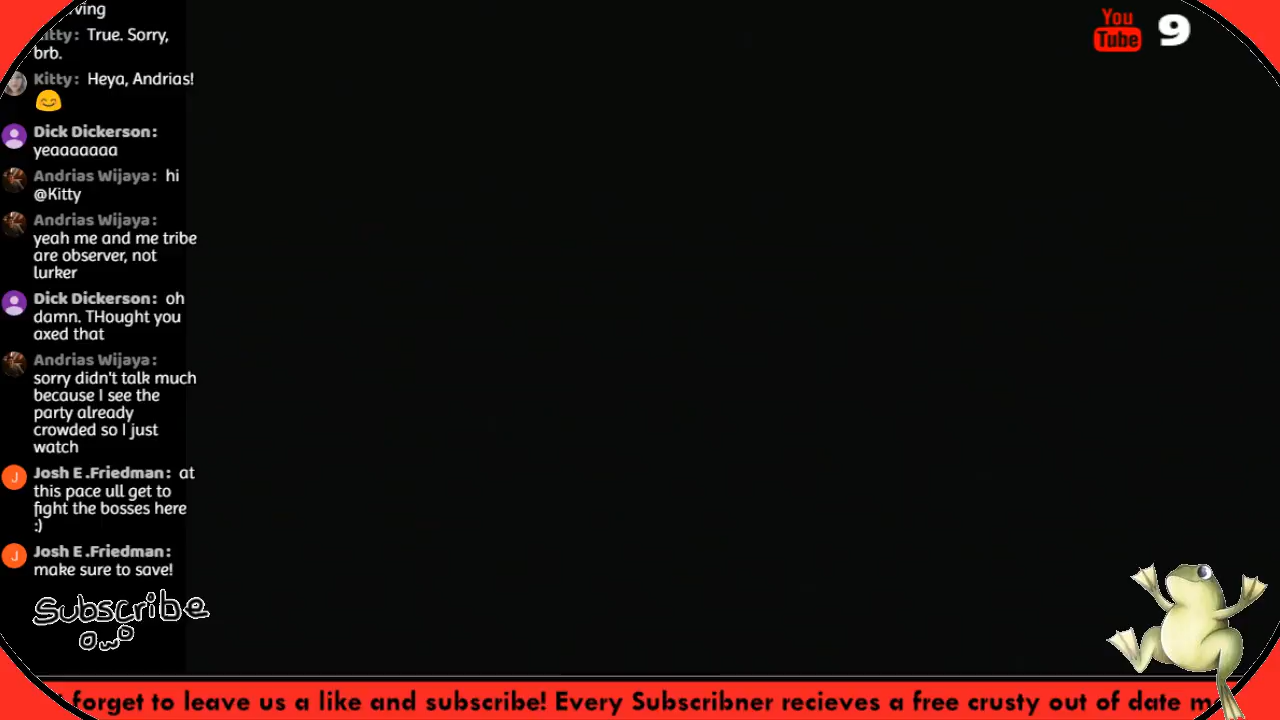 True. Sorry,
brb.
Kitty: Heya, Andrias!
Dick Dickerson:
yeaaaaaaa
Andrias Wijaya: hi
@Kitty
Andrias Wijaya:
yeah me and me tribe
are observer, not
lurker
Dick Dickerson: oh
damn. THought you
axed that
Andrias Wijaya:
sorry didn't talk much
because I see the
party already
crowded so I just
watch
Josh E .Friedman: at
this pace ull get to
fight the bosses here
:)
Josh E .Friedman:
make sure to save!
Subscribe
OwO
You
Tube
9
forget to leave us a like and subscribe! Every Subscribner recieves a free crusty out of date